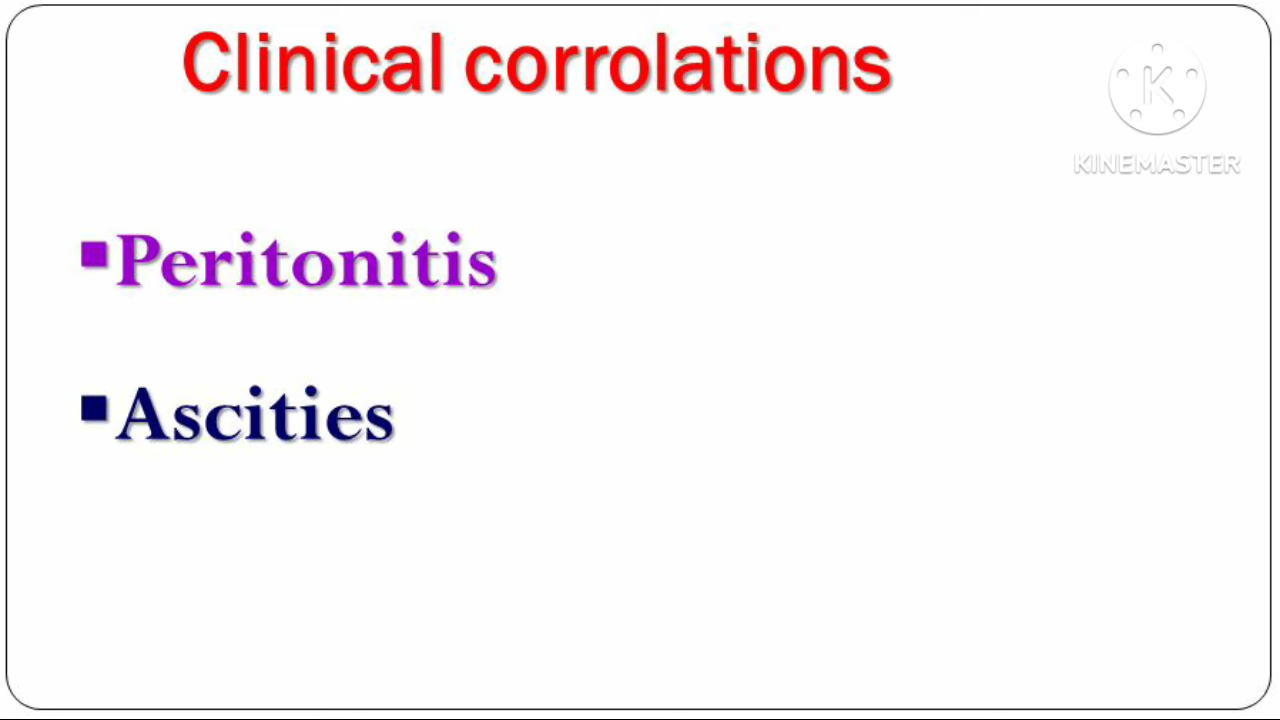 Clinical corrolations
K
KINEMASTER
▪Peritonitis
▪Ascities